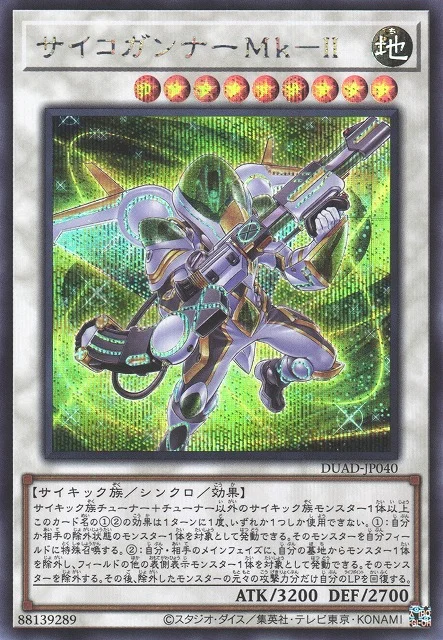 サイコガンナーMk-II
地
DUAD-JP040
【サイキック族／シンクロ／効果】
サイキック族チューナー＋チューナー以外のサイキック族モンスター1体以上
このカード名の①②の効果は1ターンに1度、いずれか1つしか使用できない。①：自分
か相手の除外状態のモンスター1体を対象として発動できる。そのモンスターを自分フィー
ルドに特殊召喚する。②：自分・相手のメインフェイズに、自分の墓地からモンスター1体
を除外し、フィールドの他の表側表示モンスター1体を対象として発動できる。そのモンス
ターを除外する。その後、除外したモンスターの元々の攻撃力分だけ自分のLPを回復する。
ATK/3200 DEF/2700
88139289
©スタジオ・ダイス／集英社・テレビ東京・KONAMI